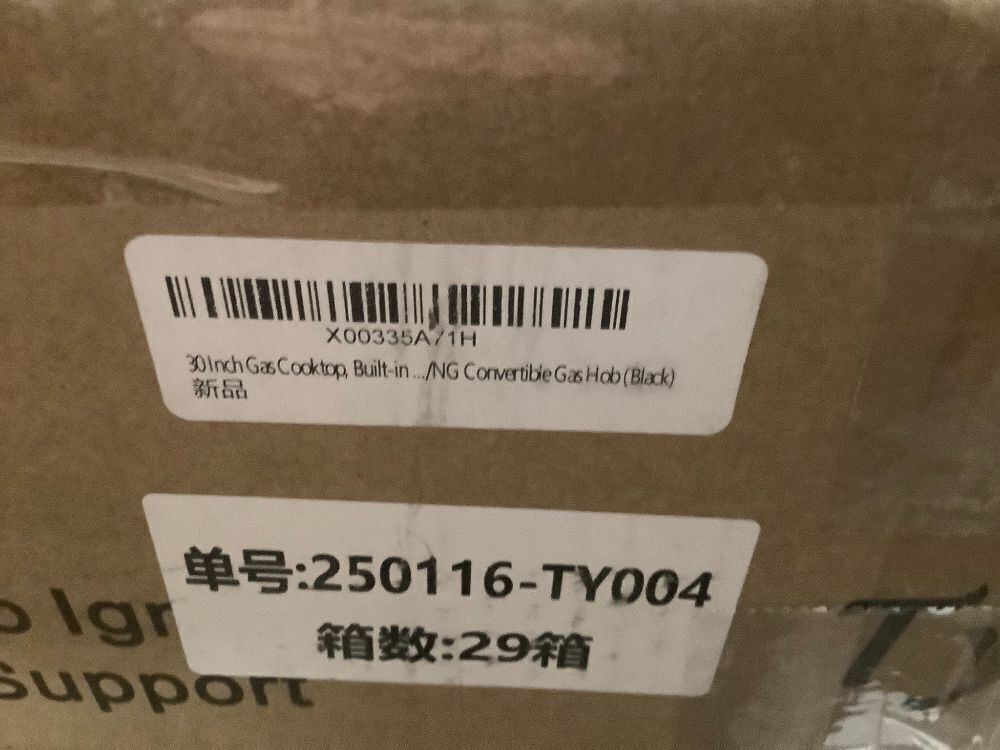 X00335A71H
30 Inch Gas Cooktop, Built-in .../NG Convertible Gas Hob (Black)
新品
单号:250116-TY004
箱数:29箱
Support